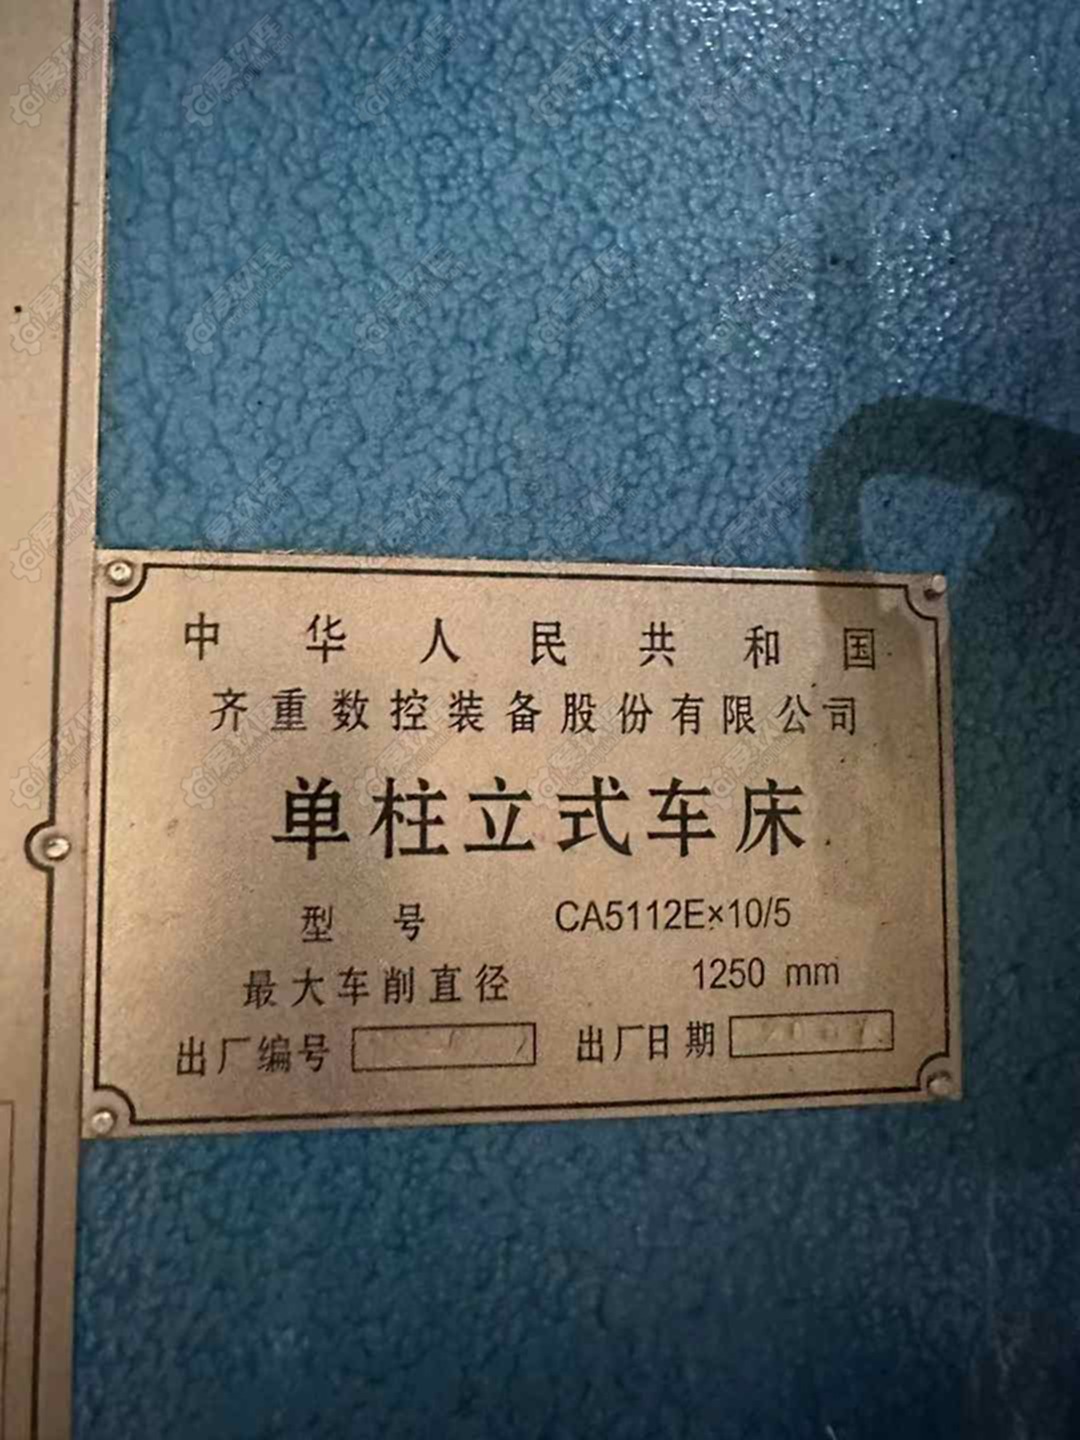 中华人民共和国
齐重数控装备股份有限公司
单柱立式车床
型号 CA5112E×10/5
最大车削直径 1250 mm
出厂编号 出厂日期